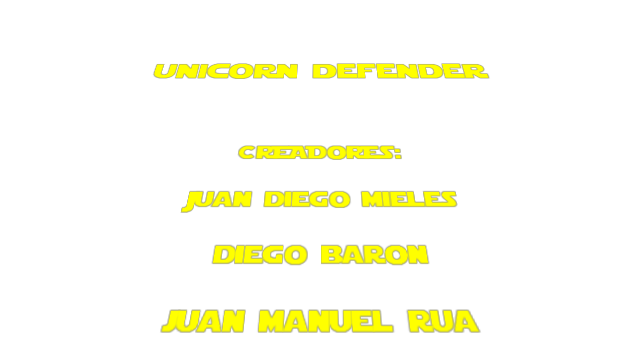 UNICORN DEFENDER
CREADORES:
JUAN DIEGO MIELES
DIEGO BARON
JUAN MANUEL RUA